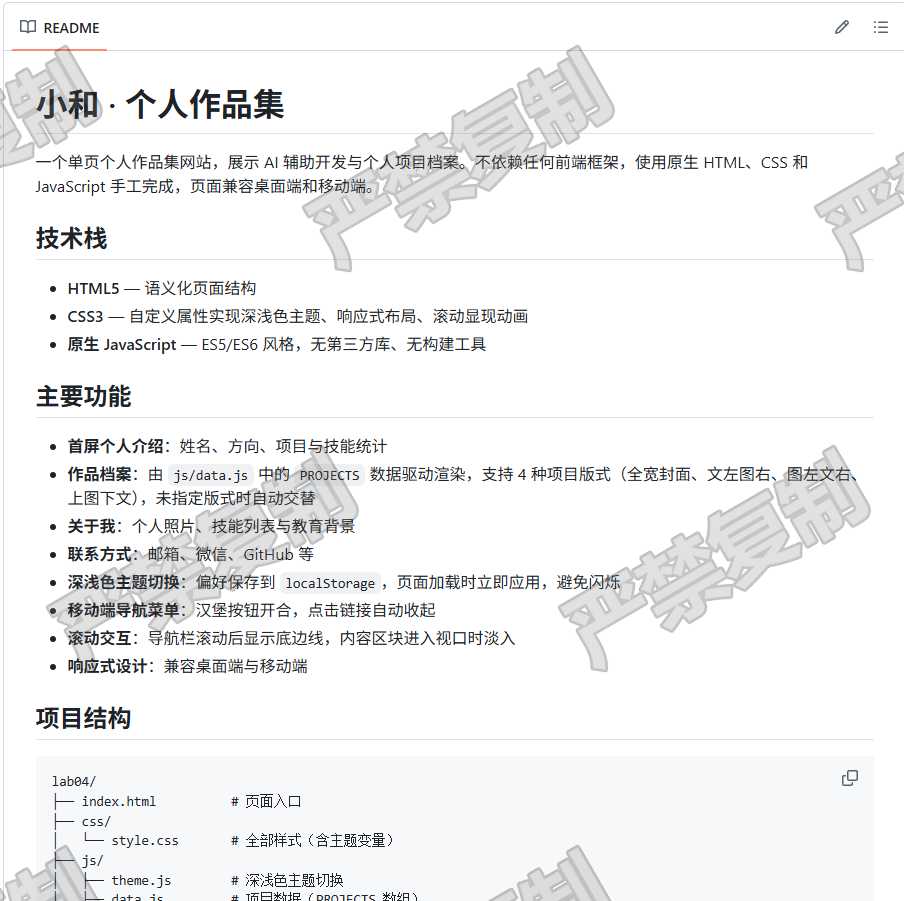 README
小和 · 个人作品集
一个单页个人作品集网站，展示 AI 辅助开发与个人项目档案。不依赖任何前端框架，使用原生 HTML、CSS 和
JavaScript 手工完成，页面兼容桌面端和移动端。
技术栈
HTML5 — 语义化页面结构
CSS3 — 自定义属性实现深浅色主题、响应式布局、滚动显现动画
原生 JavaScript — ES5/ES6 风格，无第三方库、无构建工具
主要功能
首屏个人介绍：姓名、方向、项目与技能统计
作品档案：由 js/data.js 中的 PROJECTS 数据驱动渲染，支持 4 种项目版式（全宽封面、文左图右、图左文右、
上图下文），未指定版式时自动交替
关于我：个人照片、技能列表与教育背景
联系方式：邮箱、微信、GitHub 等
深浅色主题切换：偏好保存到 localStorage，页面加载时立即应用，避免闪烁
移动端导航菜单：汉堡按钮开合，点击链接自动收起
滚动交互：导航栏滚动后显示底边线，内容区块进入视口时淡入
响应式设计：兼容桌面端与移动端
项目结构
lab04/
├── index.html # 页面入口
├── css/
│ └── style.css # 全部样式（含主题变量）
├── js/
│ ├── theme.js # 深浅色主题切换
│ ├── data.js # 项目数据（PROJECTS 数组）
严禁复制
严禁复制
严禁复制